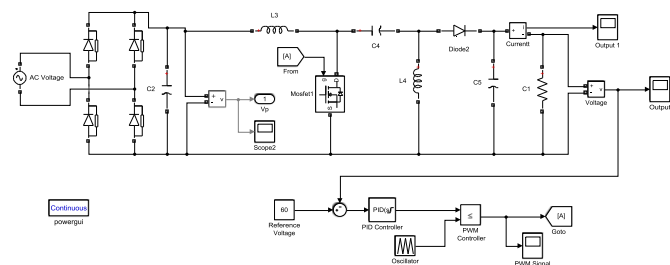 L3
C4
Diode2
Currentt
Output 1
[A]
From
AC Voltage
C2
+
-
v
1
Vp
Scope2
Mosfet1
g
D
S
L4
C5
C1
+
-
v
Voltage
Output
+
-
i
Continuous
powergui
60
Reference
Voltage
PID(s)
PID Controller
Oscillator
≤
PWM
Controller
[A]
Goto
PWM Signal